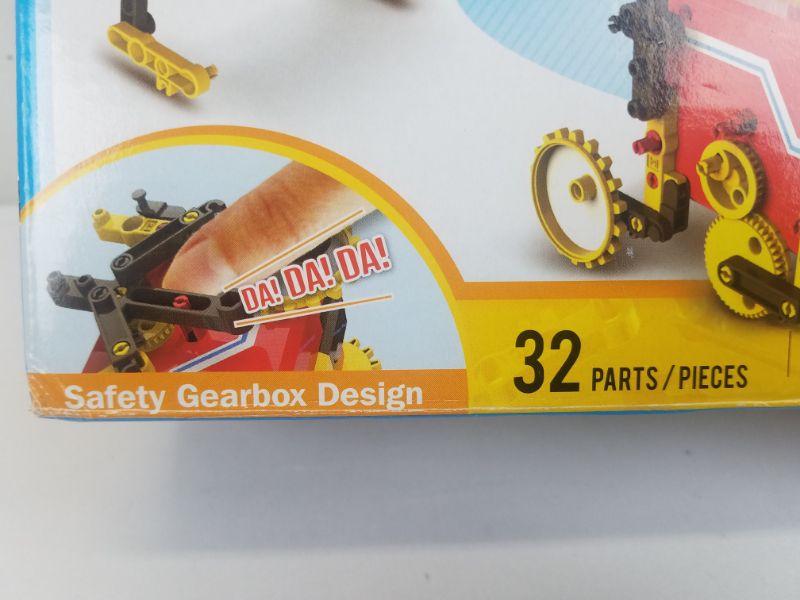 DA! DA! DA!
Safety Gearbox Design
32 PARTS / PIECES